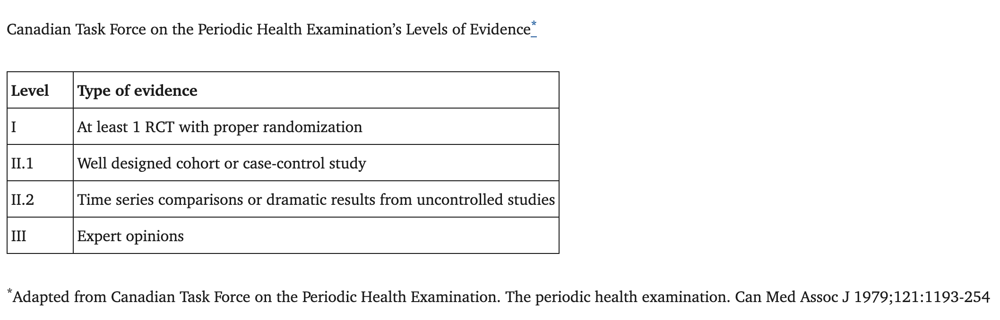 Canadian Task Force on the Periodic Health Examination’s Levels of Evidence*
Level Type of evidence
I At least 1 RCT with proper randomization
II.1 Well designed cohort or case-control study
II.2 Time series comparisons or dramatic results from uncontrolled studies
III Expert opinions
*Adapted from Canadian Task Force on the Periodic Health Examination. The periodic health examination. Can Med Assoc J 1979;121:1193-254